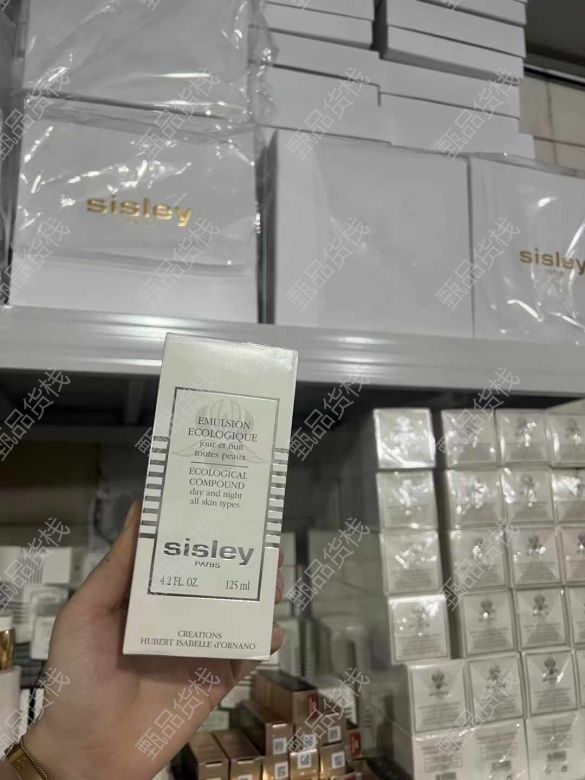 sisley
PARIS
sisley
EMULSION
ECOLOGIQUE
jour et nuit
toutes peaux
ECOLOGICAL
COMPOUND
day and night
all skin types
sisley
PARIS
4.2 FL. OZ. 125 ml
CREATIONS
HUBERT ISABELLE d'ORNANO
甄品货栈